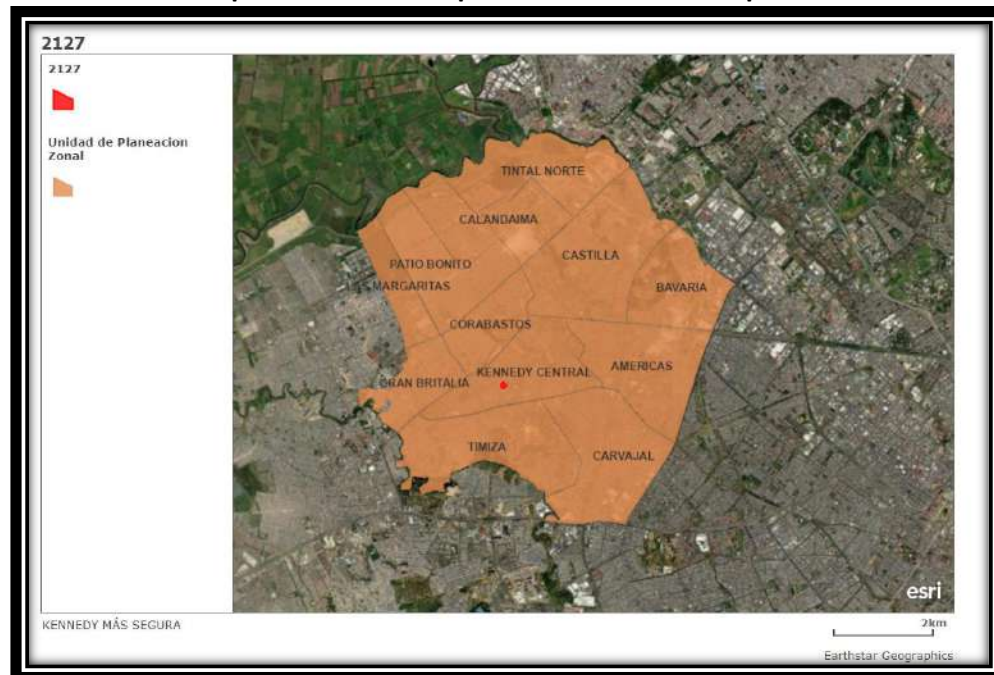 2127
2127
Unidad de Planeacion
Zonal
TINTAL NORTE
CALANDAIMA
CASTILLA
PATIO BONITO
MARGARITAS
BAVARIA
CORABASTOS
KENNEDY CENTRAL
AMERICAS
GRAN BRITALIA
TIMIZA
CARVAJAL
esri
KENNEDY MÁS SEGURA
2km
Earthstar Geographics